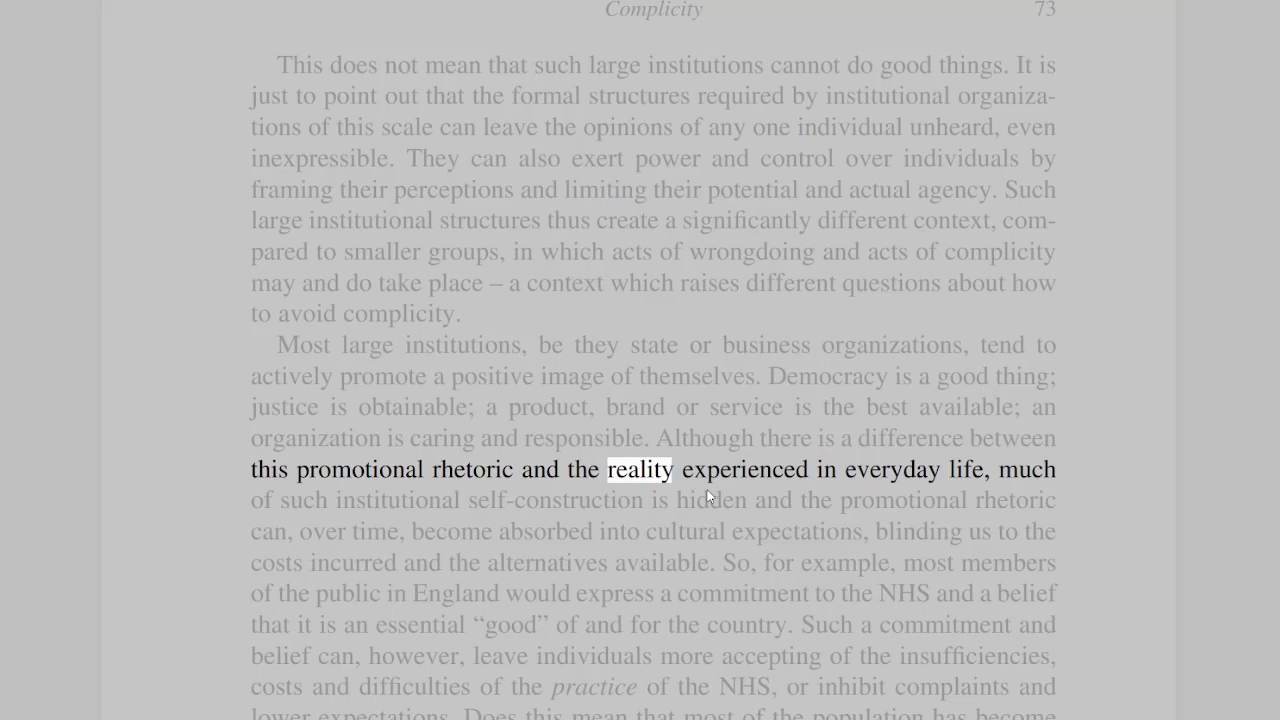 Complicity 73
This does not mean that such large institutions cannot do good things. It is
just to point out that the formal structures required by institutional organiza-
tions of this scale can leave the opinions of any one individual unheard, even
inexpressible. They can also exert power and control over individuals by
framing their perceptions and limiting their potential and actual agency. Such
large institutional structures thus create a significantly different context, com-
pared to smaller groups, in which acts of wrongdoing and acts of complicity
may and do take place – a context which raises different questions about how
to avoid complicity.
Most large institutions, be they state or business organizations, tend to
actively promote a positive image of themselves. Democracy is a good thing;
justice is obtainable; a product, brand or service is the best available; an
organization is caring and responsible. Although there is a difference between
this promotional rhetoric and the reality experienced in everyday life, much
of such institutional self-construction is hidden and the promotional rhetoric
can, over time, become absorbed into cultural expectations, blinding us to the
costs incurred and the alternatives available. So, for example, most members
of the public in England would express a commitment to the NHS and a belief
that it is an essential “good” of and for the country. Such a commitment and
belief can, however, leave individuals more accepting of the insufficiencies,
costs and difficulties of the practice of the NHS, or inhibit complaints and
lower expectations. Does this mean that most of the population has become